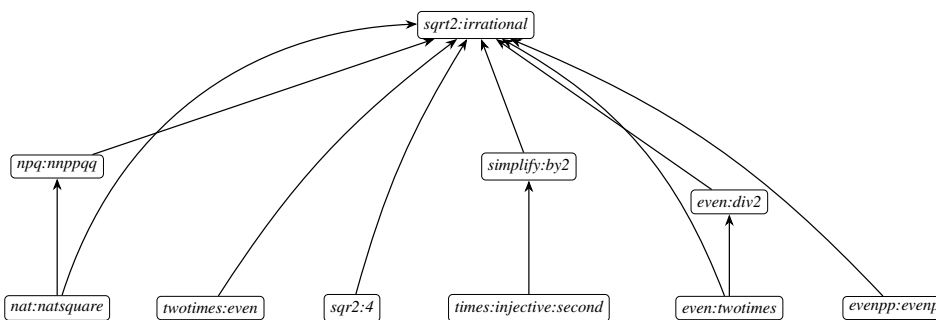 sqrt2:irrational
npq:nnppqq
simplify:by2
even:div2
nat:natsquare
twotimes:even
sqr2:4
times:injective:second
even:twotimes